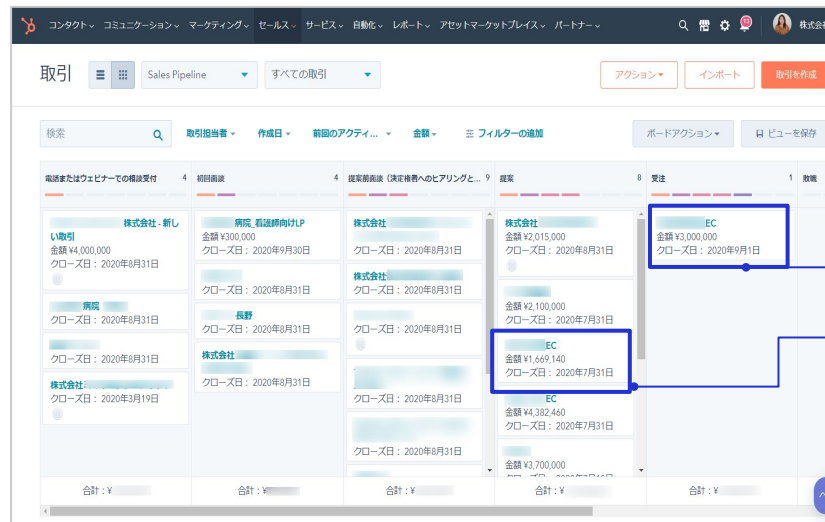 コンタクト コミュニケーション マーケティング セールス サービス 自動化 レポート アセットマーケットプレイス パートナー 株式会社
取引 Sales Pipeline すべての取引 アクション インポート 取引を作成
検索 取引担当者 作成日 前回のアクティ... 金額 フィルターの追加 ボードアクション ビューを保存
電話またはウェビナーでの相談受付 4 初回面談 4 提案前面談（決定権者へのヒアリングと... 9 提案 8 受注 1 敗戦
株式会社 - 新し
い取引
金額 ¥4,000,000
クローズ日： 2020年8月31日
病院
クローズ日： 2020年8月31日
クローズ日： 2020年8月31日
株式会社
クローズ日： 2020年3月19日
病院_看護師向けLP
金額 ¥300,000
クローズ日： 2020年9月30日
クローズ日： 2020年8月31日
長野
クローズ日： 2020年8月31日
株式会社
クローズ日： 2020年8月31日
株式会社
クローズ日： 2020年8月31日
株式会社
クローズ日： 2020年8月31日
クローズ日： 2020年8月31日
クローズ日： 2020年8月31日
クローズ日： 2020年8月31日
株式会社
金額 ¥2,015,000
クローズ日： 2020年8月31日
金額 ¥2,100,000
クローズ日： 2020年7月31日
EC
金額 ¥1,669,140
クローズ日： 2020年7月31日
EC
金額 ¥4,382,460
クローズ日： 2020年7月31日
金額 ¥3,700,000
EC
金額 ¥3,000,000
クローズ日： 2020年9月1日
合計：¥ 合計：¥ 合計：¥ 合計：¥ 合計：¥